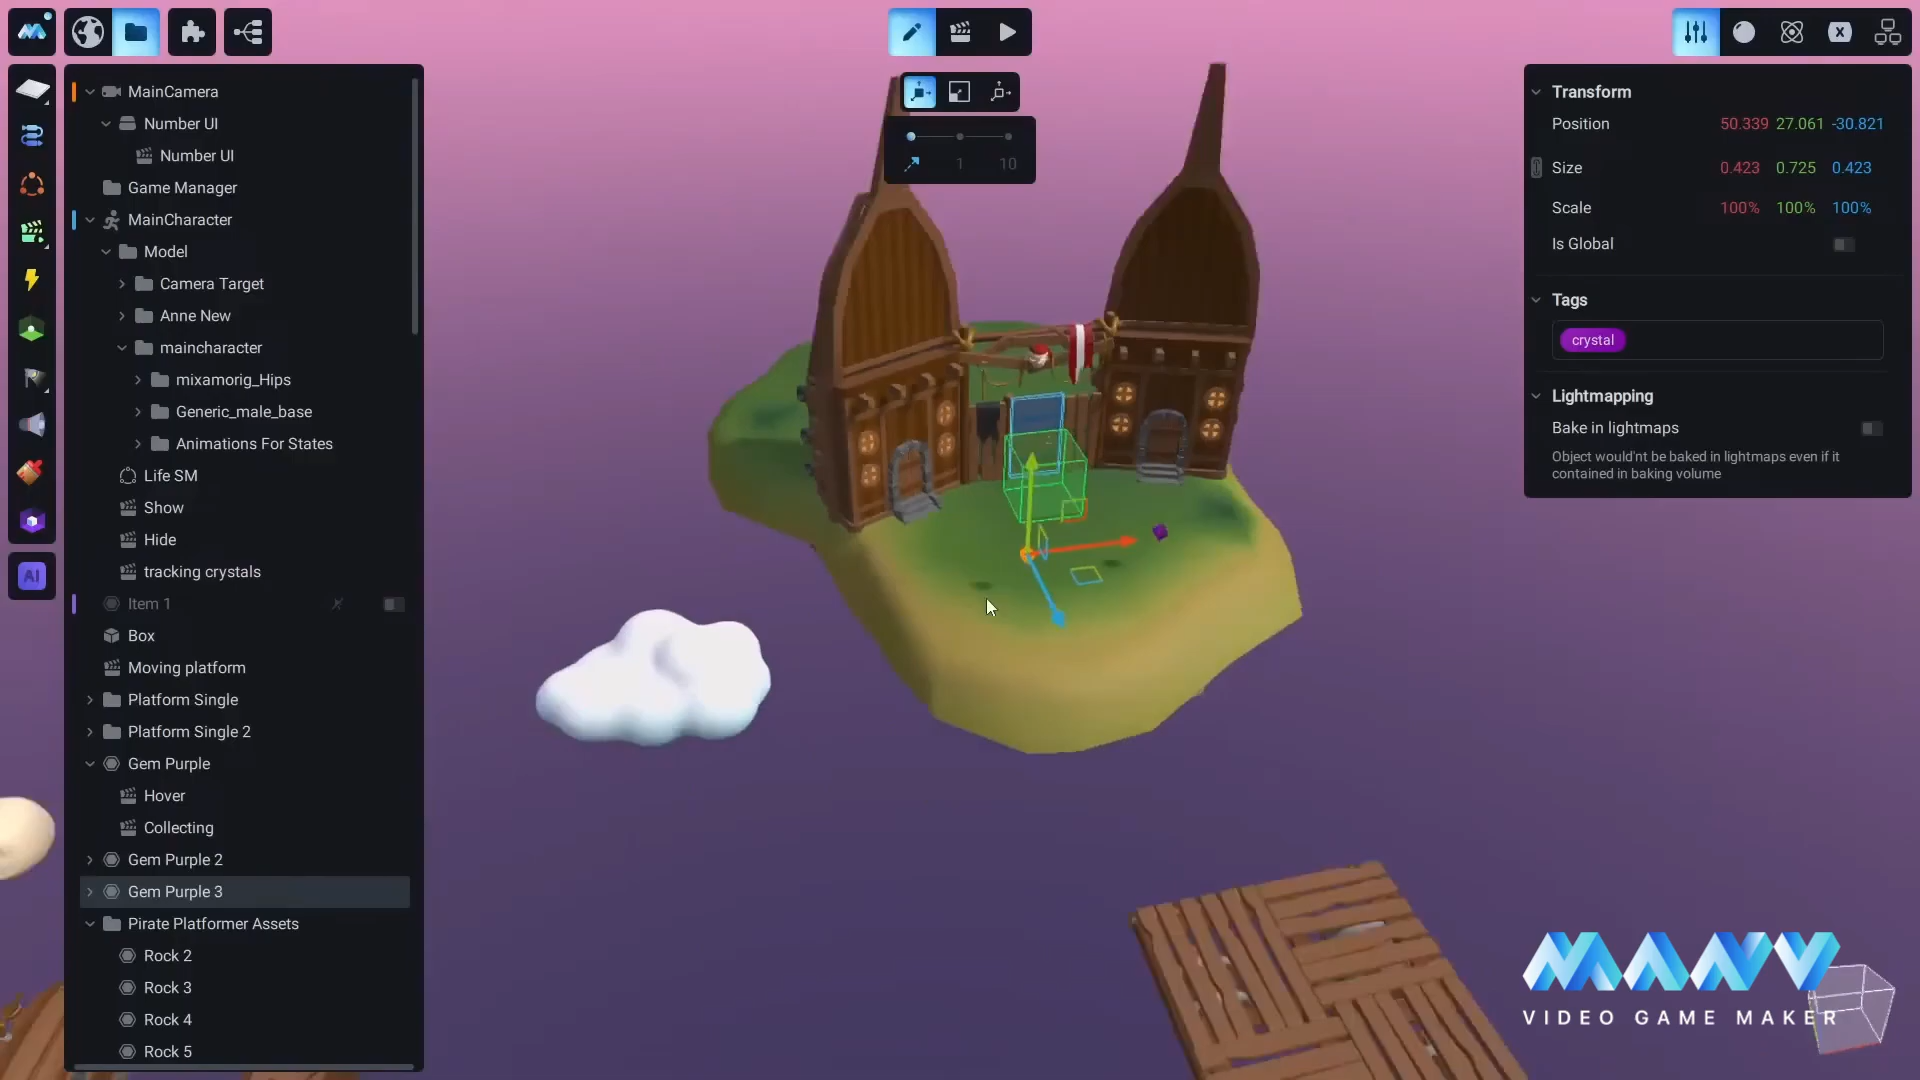 MainCamera
Number UI
Number UI
Game Manager
MainCharacter
Model
Camera Target
Anne New
maincharacter
mixamorig_Hips
Generic_male_base
Animations For States
Life SM
Show
Hide
tracking crystals
Item 1
Box
Moving platform
Platform Single
Platform Single 2
Gem Purple
Hover
Collecting
Gem Purple 2
Gem Purple 3
Pirate Platformer Assets
Rock 2
Rock 3
Rock 4
Rock 5
AI
1 10
Transform
Position 50.339 27.061 -30.821
Size 0.423 0.725 0.423
Scale 100% 100% 100%
Is Global
Tags
crystal
Lightmapping
Bake in lightmaps
Object would'nt be baked in lightmaps even if it
contained in baking volume
MANU
VIDEO GAME MAKER